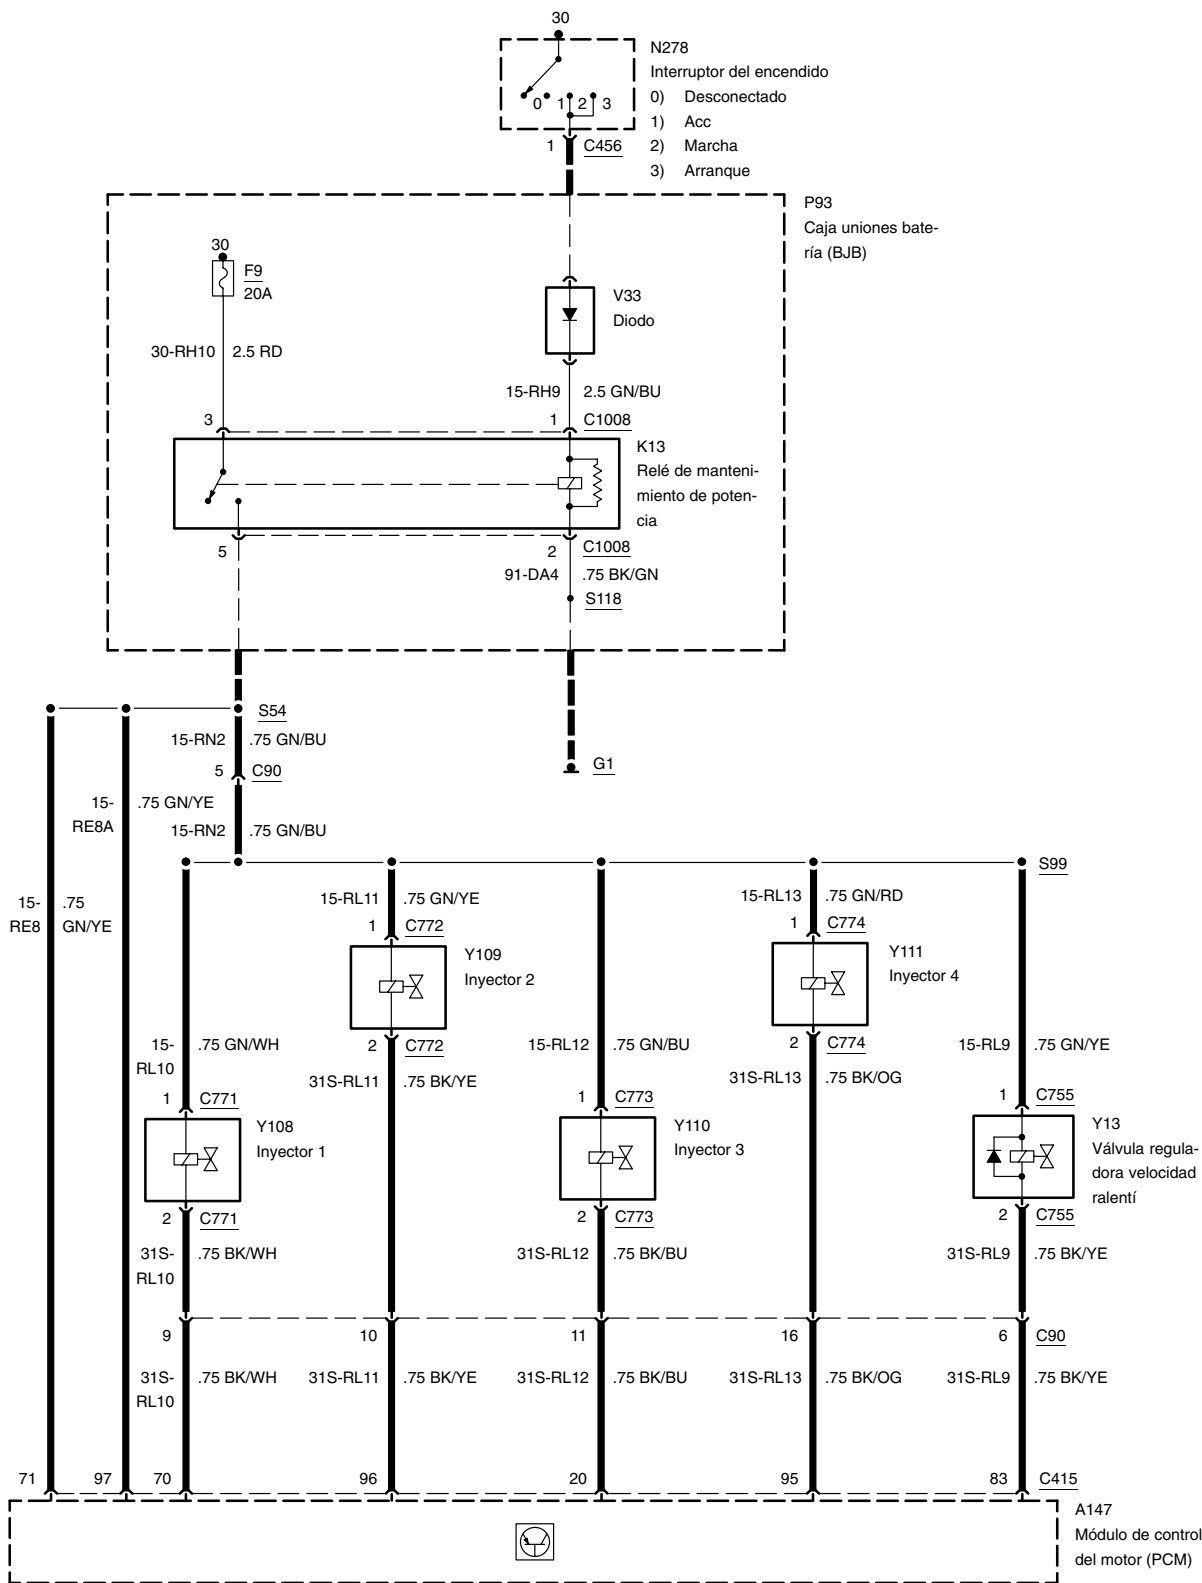 30
N278
Interruptor del encendido
0) Desconectado
1) Acc
2) Marcha
3) Arranque
0 1 2 3
1 C456
P93
Caja uniones bate-
ría (BJB)
30
F9
20A
V33
Diodo
30-RH10 2.5 RD
15-RH9 2.5 GN/BU
3 1 C1008
K13
Relé de manteni-
miento de poten-
cia
5 2 C1008
91-DA4 .75 BK/GN
S118
S54
15-RN2 .75 GN/BU
5 C90
G1
15-
RE8A
.75 GN/YE
15-RN2 .75 GN/BU
S99
15-
RE8
.75
GN/YE
15-RL11 .75 GN/YE
1 C772
Y109
Inyector 2
2 C772
31S-RL11 .75 BK/YE
15-RL13 .75 GN/RD
1 C774
Y111
Inyector 4
2 C774
31S-RL13 .75 BK/OG
15-
RL10
.75 GN/WH
1 C771
Y108
Inyector 1
2 C771
31S-
RL10
.75 BK/WH
15-RL12 .75 GN/BU
1 C773
Y110
Inyector 3
2 C773
31S-RL12 .75 BK/BU
15-RL9 .75 GN/YE
1 C755
Y13
Válvula regula-
dora velocidad
ralentí
2 C755
31S-RL9 .75 BK/YE
9 10 11 16 6 C90
31S-
RL10
.75 BK/WH
31S-RL11 .75 BK/YE
31S-RL12 .75 BK/BU
31S-RL13 .75 BK/OG
31S-RL9 .75 BK/YE
71 97 70 96 20 95 83 C415
A147
Módulo de control
del motor (PCM)